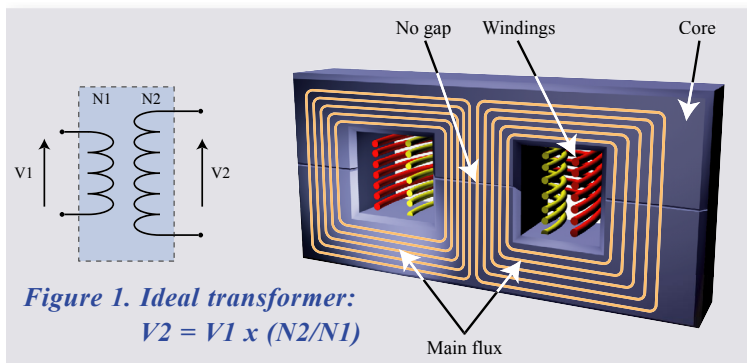 No gap
Windings
Core
N1
N2
V1
V2
Figure 1. Ideal transformer:
V2 = V1 x (N2/N1)
Main flux